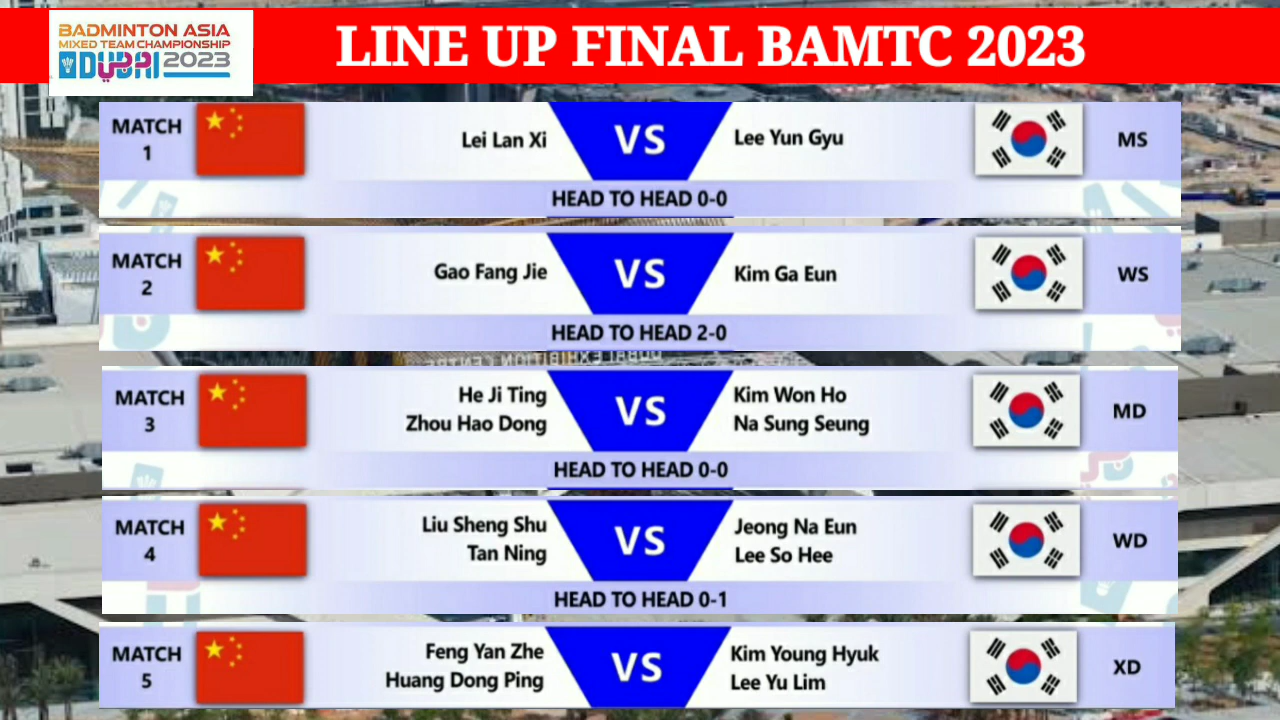 BADMINTON ASIA
MIXED TEAM CHAMPIONSHIP
DUBAI 2023
LINE UP FINAL BAMTC 2023
MATCH 1
Lei Lan Xi
VS
Lee Yun Gyu
MS
HEAD TO HEAD 0-0
MATCH 2
Gao Fang Jie
VS
Kim Ga Eun
WS
HEAD TO HEAD 2-0
DUBAI EXHIBITION CENTRE
MATCH 3
He Ji Ting
Zhou Hao Dong
VS
Kim Won Ho
Na Sung Seung
MD
HEAD TO HEAD 0-0
MATCH 4
Liu Sheng Shu
Tan Ning
VS
Jeong Na Eun
Lee So Hee
WD
HEAD TO HEAD 0-1
MATCH 5
Feng Yan Zhe
Huang Dong Ping
VS
Kim Young Hyuk
Lee Yu Lim
XD